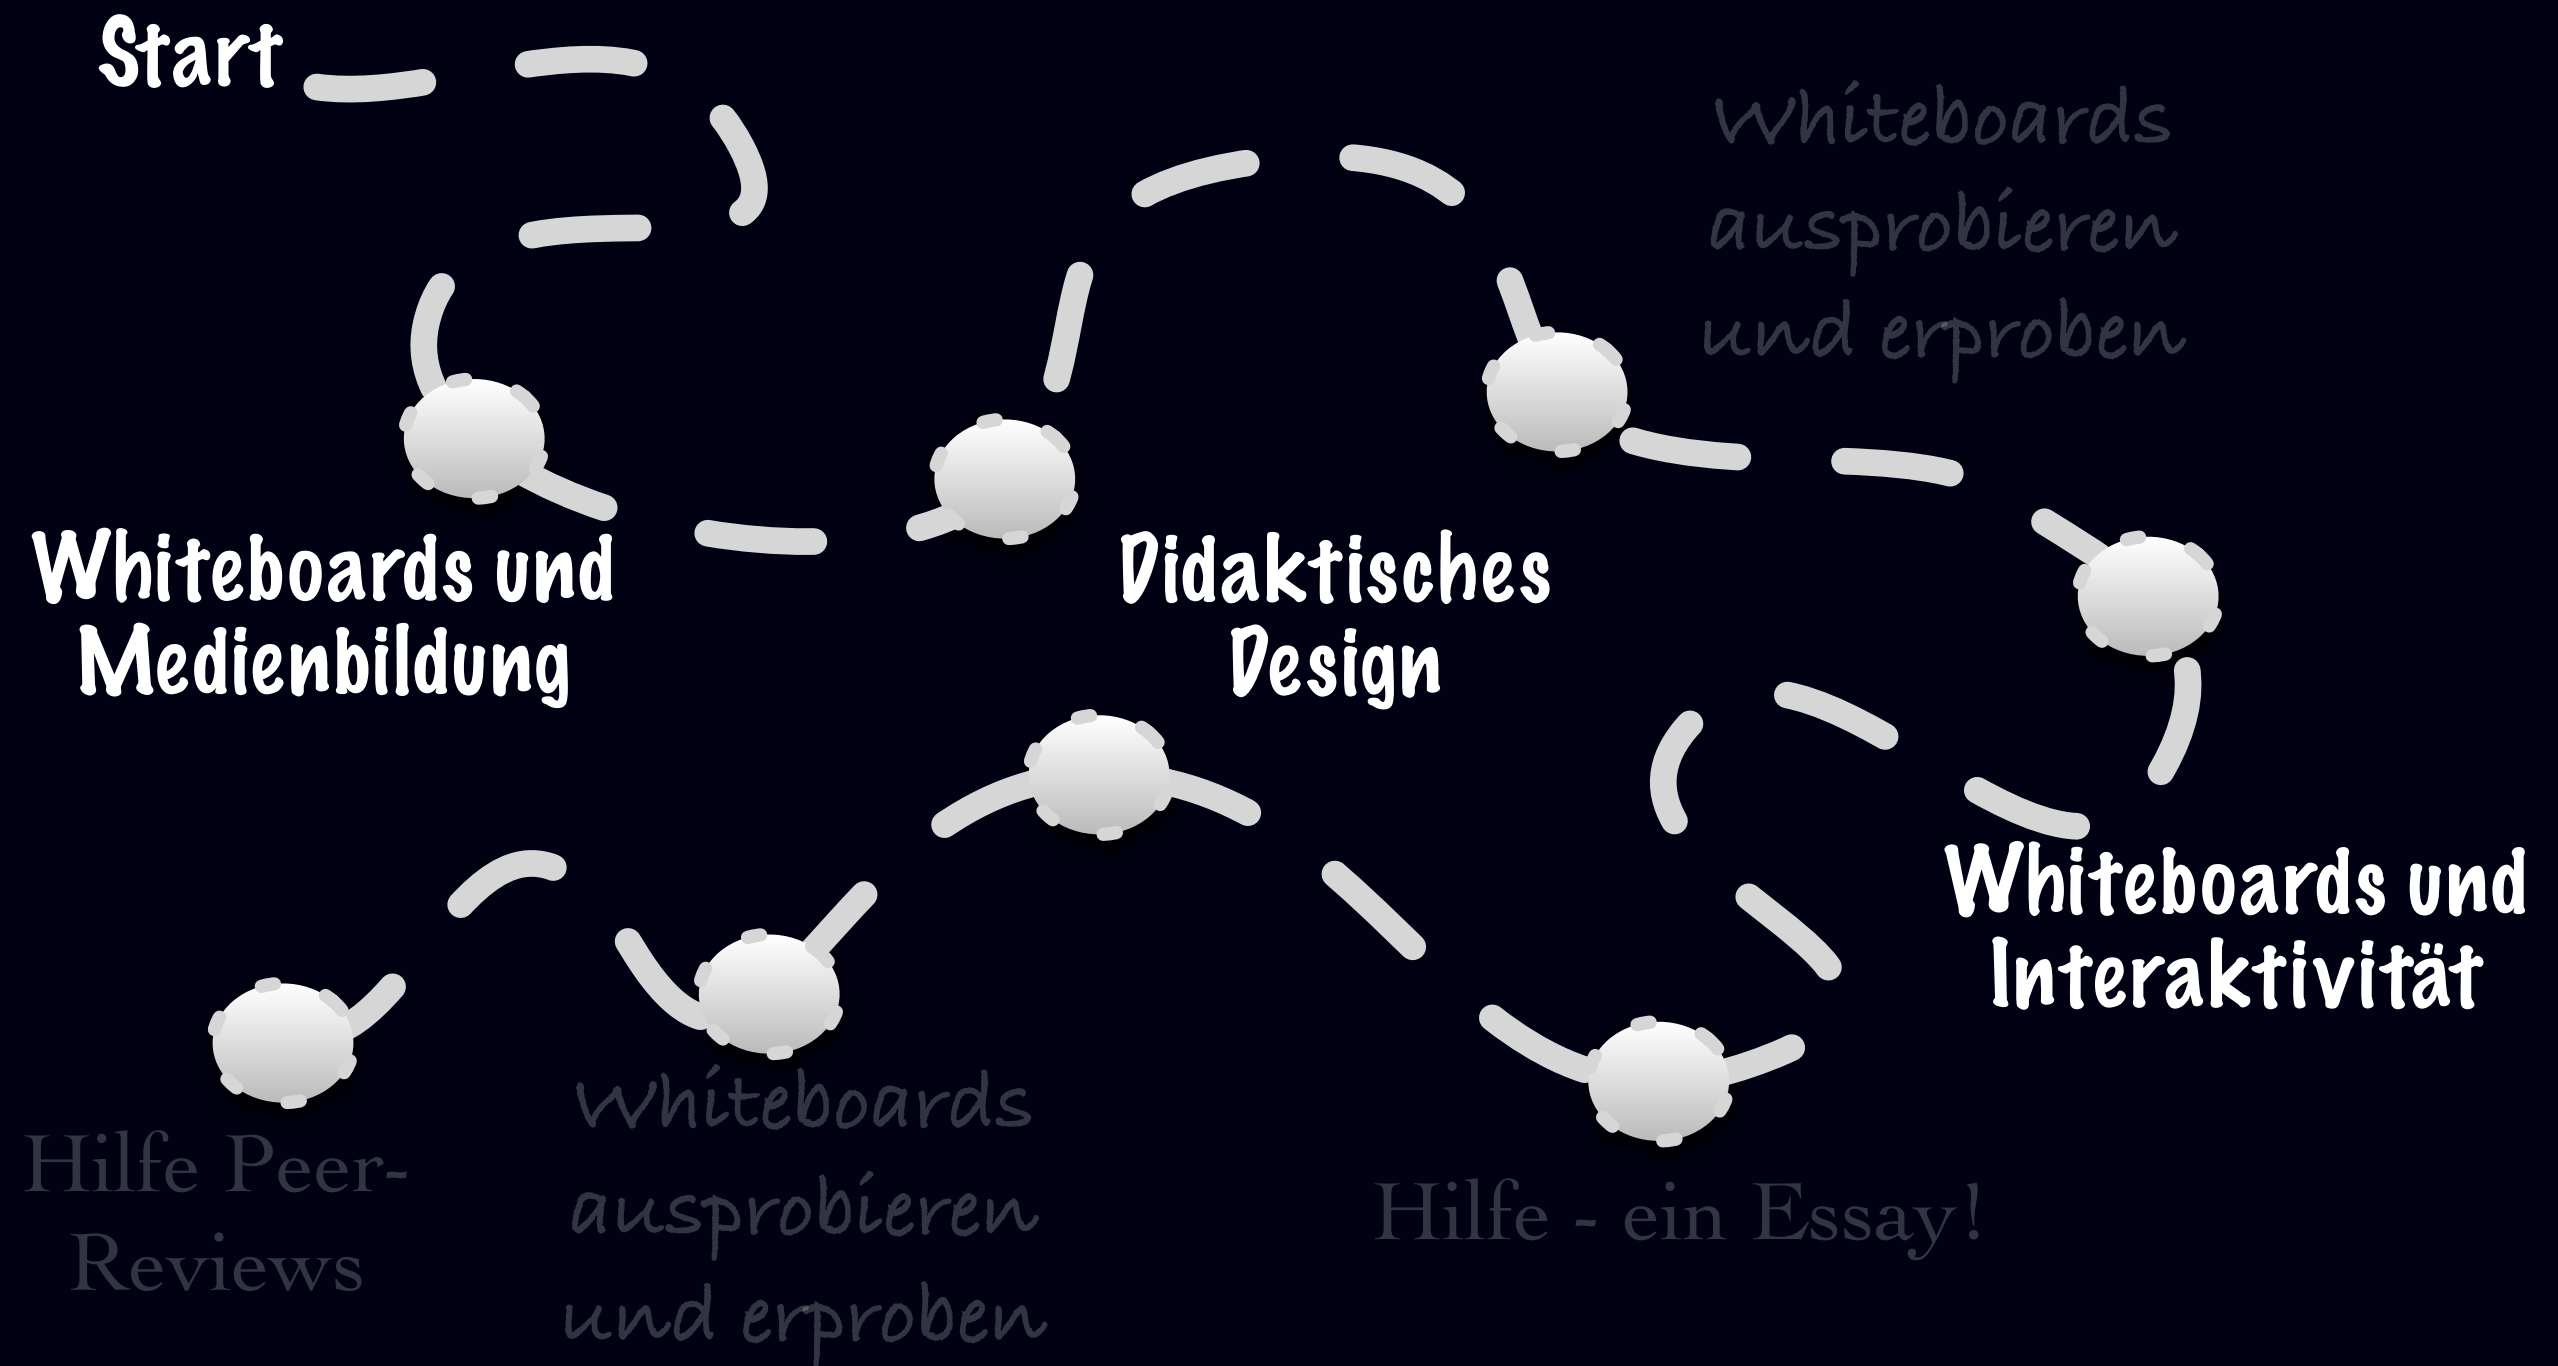 Start
Whiteboards
ausprobieren
und erproben
Whiteboards und
Medienbildung
Didaktisches
Design
Whiteboards und
Interaktivität
Hilfe - ein Essay!
Whiteboards
ausprobieren
und erproben
Hilfe Peer-
Reviews